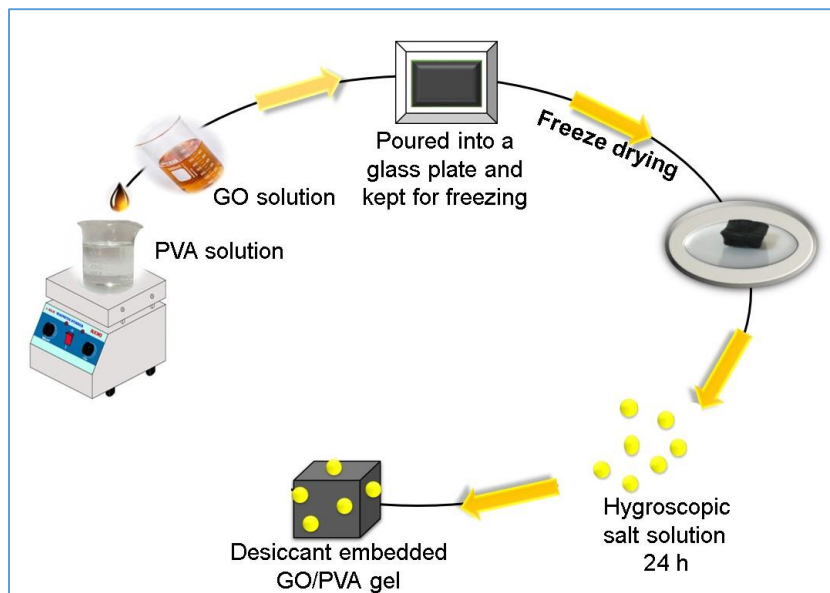 PVA solution
GO solution
Poured into a
glass plate and
kept for freezing
Freeze drying
Hygroscopic
salt solution
24 h
Desiccant embedded
GO/PVA gel